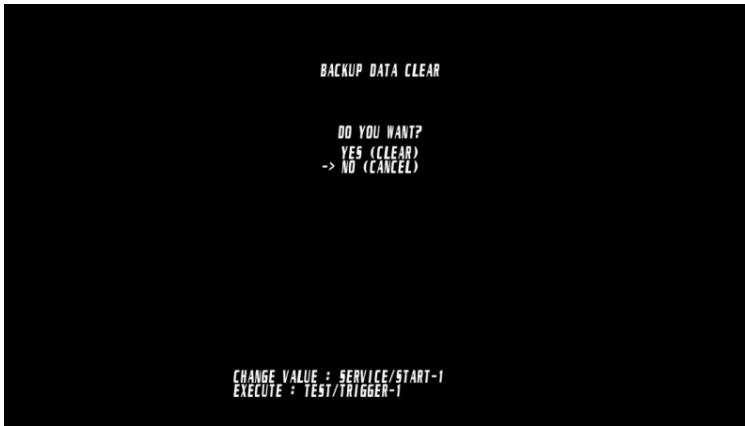 BACKUP DATA CLEAR
DO YOU WANT?
YES (CLEAR)
-> NO (CANCEL)
CHANGE VALUE : SERVICE/START-1
EXECUTE : TEST/TRIGGER-1